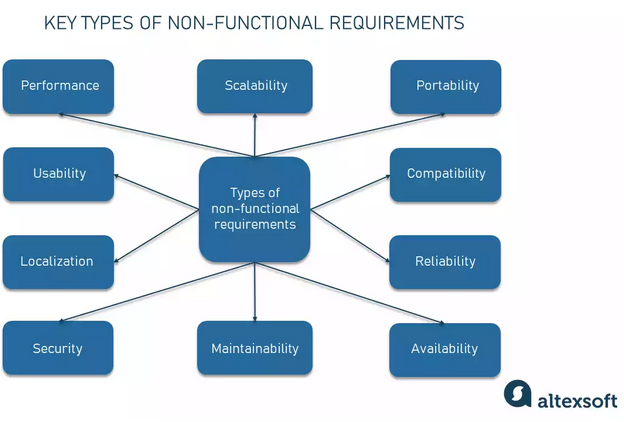 KEY TYPES OF NON-FUNCTIONAL REQUIREMENTS
Performance
Scalability
Portability
Usability
Types of
non-functional
requirements
Compatibility
Localization
Reliability
Security
Maintainability
Availability
altexsoft